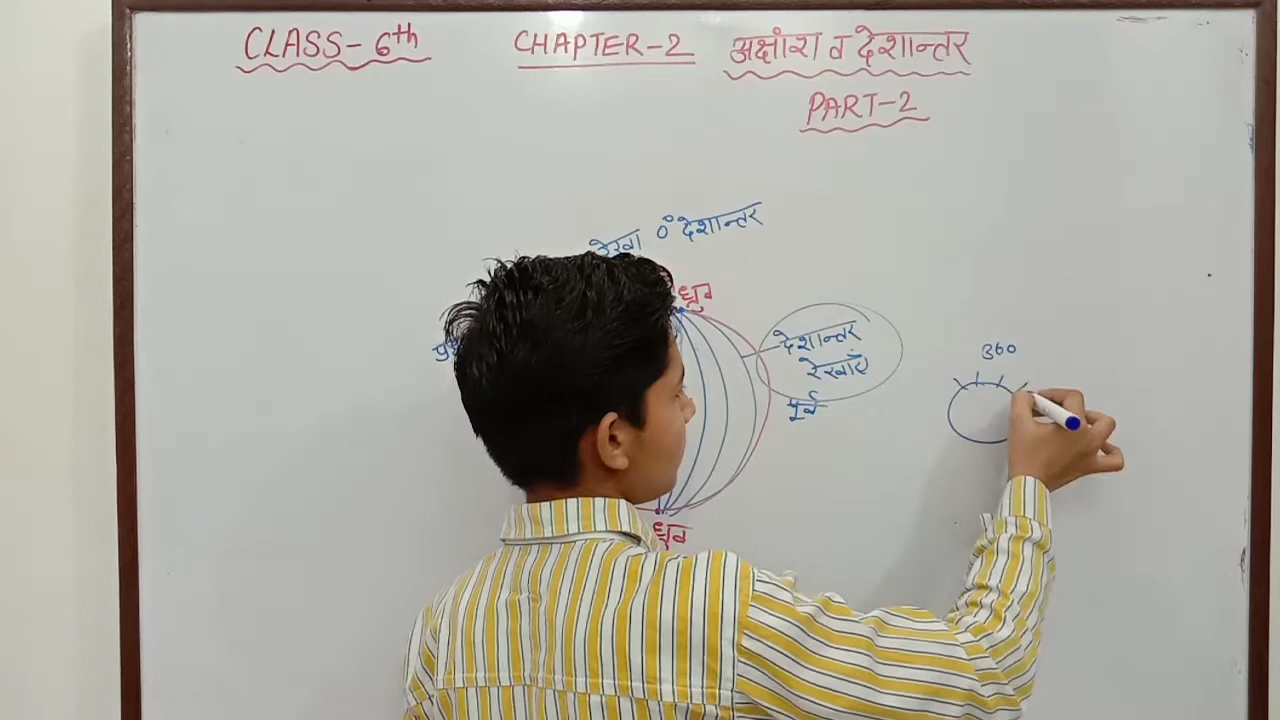 CLASS-6th
CHAPTER-2 अक्षांश व देशान्तर
PART-2
रेखा 0° देशान्तर
ध्रुव
देशान्तर
रेखाएँ
पूर्व
360
ध्रुव